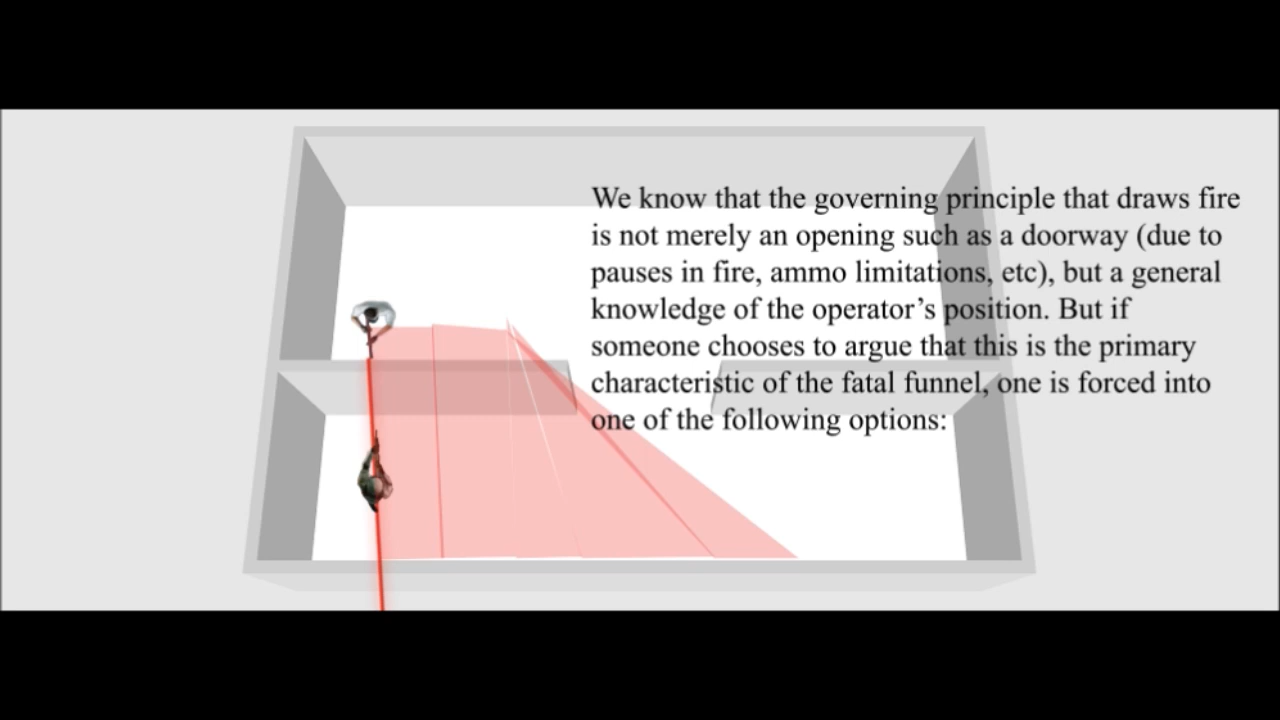 We know that the governing principle that draws fire
is not merely an opening such as a doorway (due to
pauses in fire, ammo limitations, etc), but a general
knowledge of the operator’s position. But if
someone chooses to argue that this is the primary
characteristic of the fatal funnel, one is forced into
one of the following options: